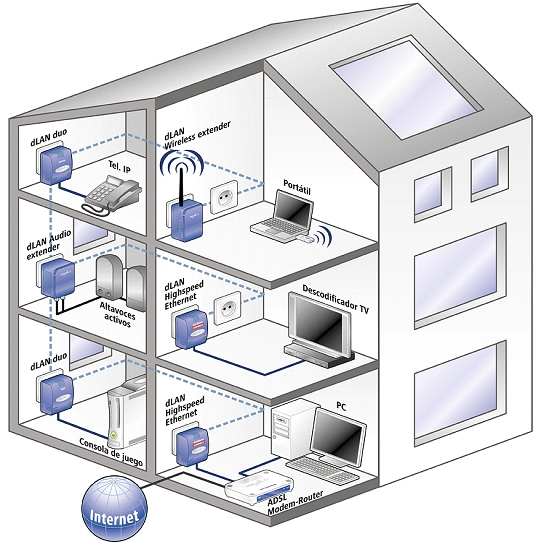 dLAN duo
Tel. IP
dLAN
Wireless extender
Portátil
dLAN Audio
extender
Altavoces
activos
dLAN
Highspeed
Ethernet
Descodificador TV
dLAN duo
Consola de juego
dLAN
Highspeed
Ethernet
PC
ADSL
Modem-Router
Internet